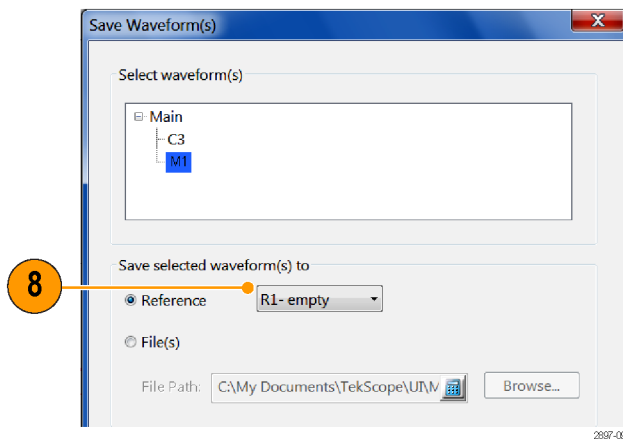 Save Waveform(s)
Select waveform(s)
Main
C3
M1
Save selected waveform(s) to
8
Reference R1- empty
File(s)
File Path: C:\My Documents\TekScope\UI\M Browse...